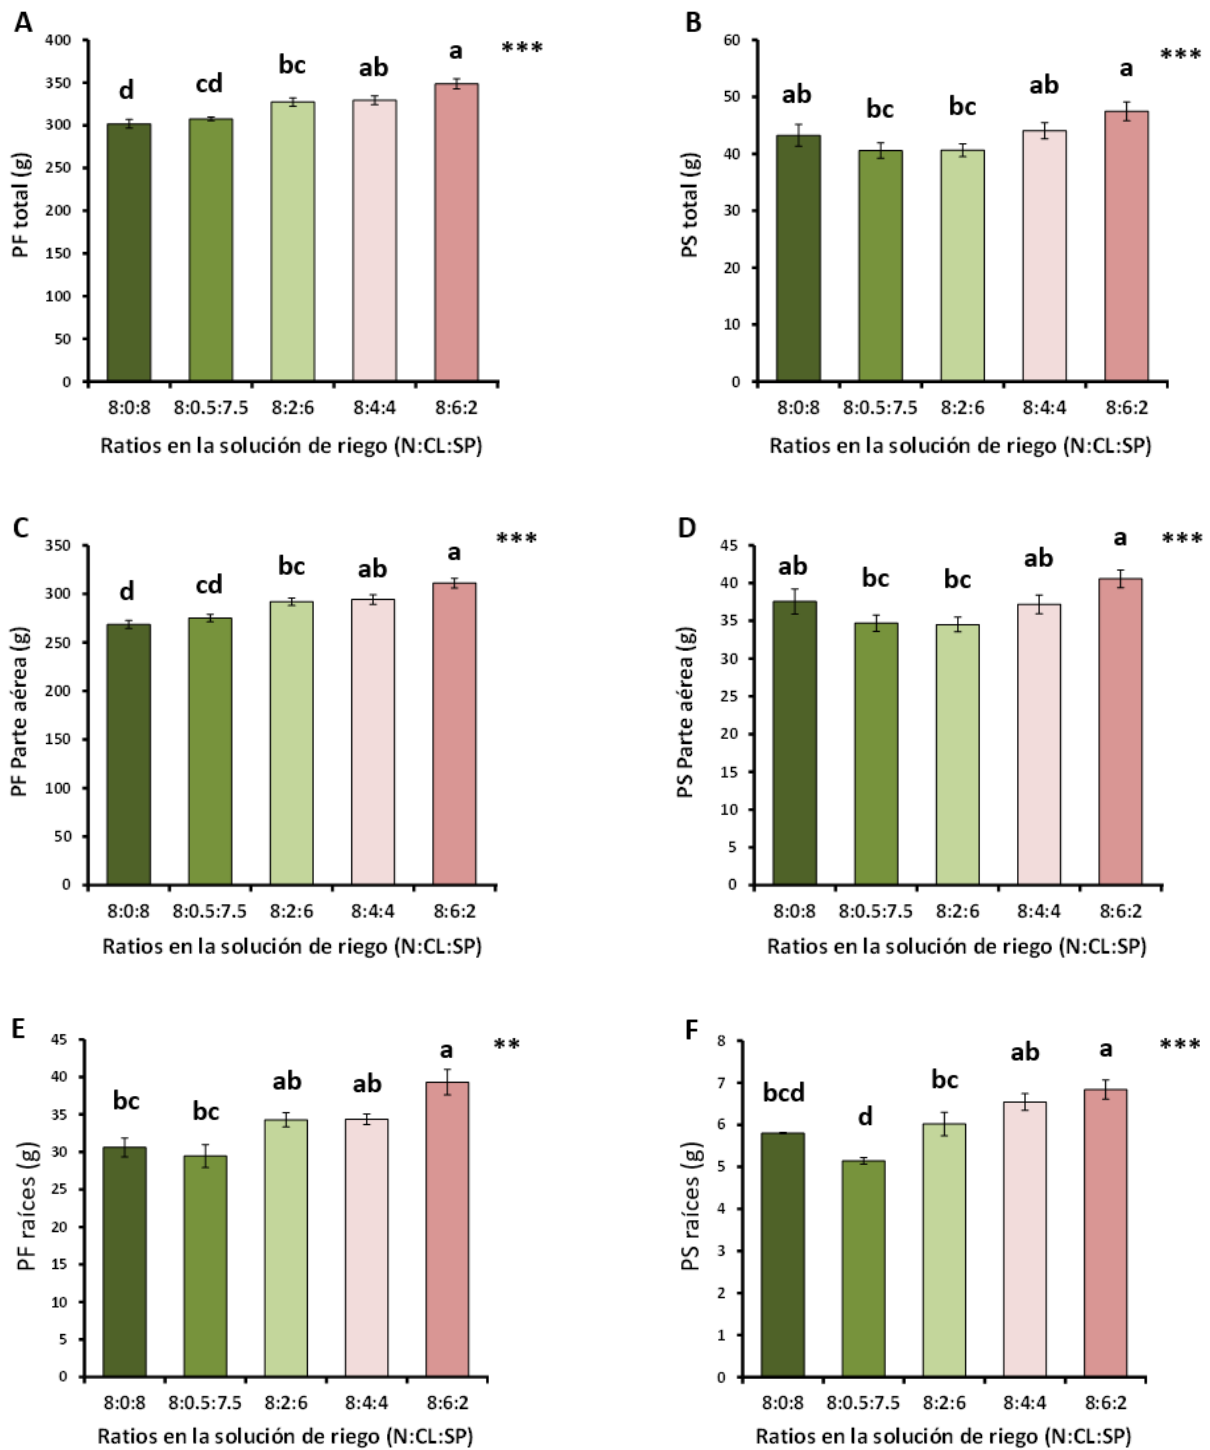 A
PF total (g)
400
350
300
250
200
150
100
50
0
d
cd
bc
ab
a
***
8:0:8 8:0.5:7.5 8:2:6 8:4:4 8:6:2
Ratios en la solución de riego (N:CL:SP)
B
PS total (g)
60
50
40
30
20
10
0
ab
bc
bc
ab
a
***
8:0:8 8:0.5:7.5 8:2:6 8:4:4 8:6:2
Ratios en la solución de riego (N:CL:SP)
C
PF Parte aérea (g)
350
300
250
200
150
100
50
0
d
cd
bc
ab
a
***
8:0:8 8:0.5:7.5 8:2:6 8:4:4 8:6:2
Ratios en la solución de riego (N:CL:SP)
D
PS Parte aérea (g)
45
40
35
30
25
20
15
10
5
0
ab
bc
bc
ab
a
***
8:0:8 8:0.5:7.5 8:2:6 8:4:4 8:6:2
Ratios en la solución de riego (N:CL:SP)
E
PF raíces (g)
45
40
35
30
25
20
15
10
5
0
bc
bc
ab
ab
a
**
8:0:8 8:0.5:7.5 8:2:6 8:4:4 8:6:2
Ratios en la solución de riego (N:CL:SP)
F
PS raíces (g)
8
7
6
5
4
3
2
1
0
bcd
d
bc
ab
a
***
8:0:8 8:0.5:7.5 8:2:6 8:4:4 8:6:2
Ratios en la solución de riego (N:CL:SP)